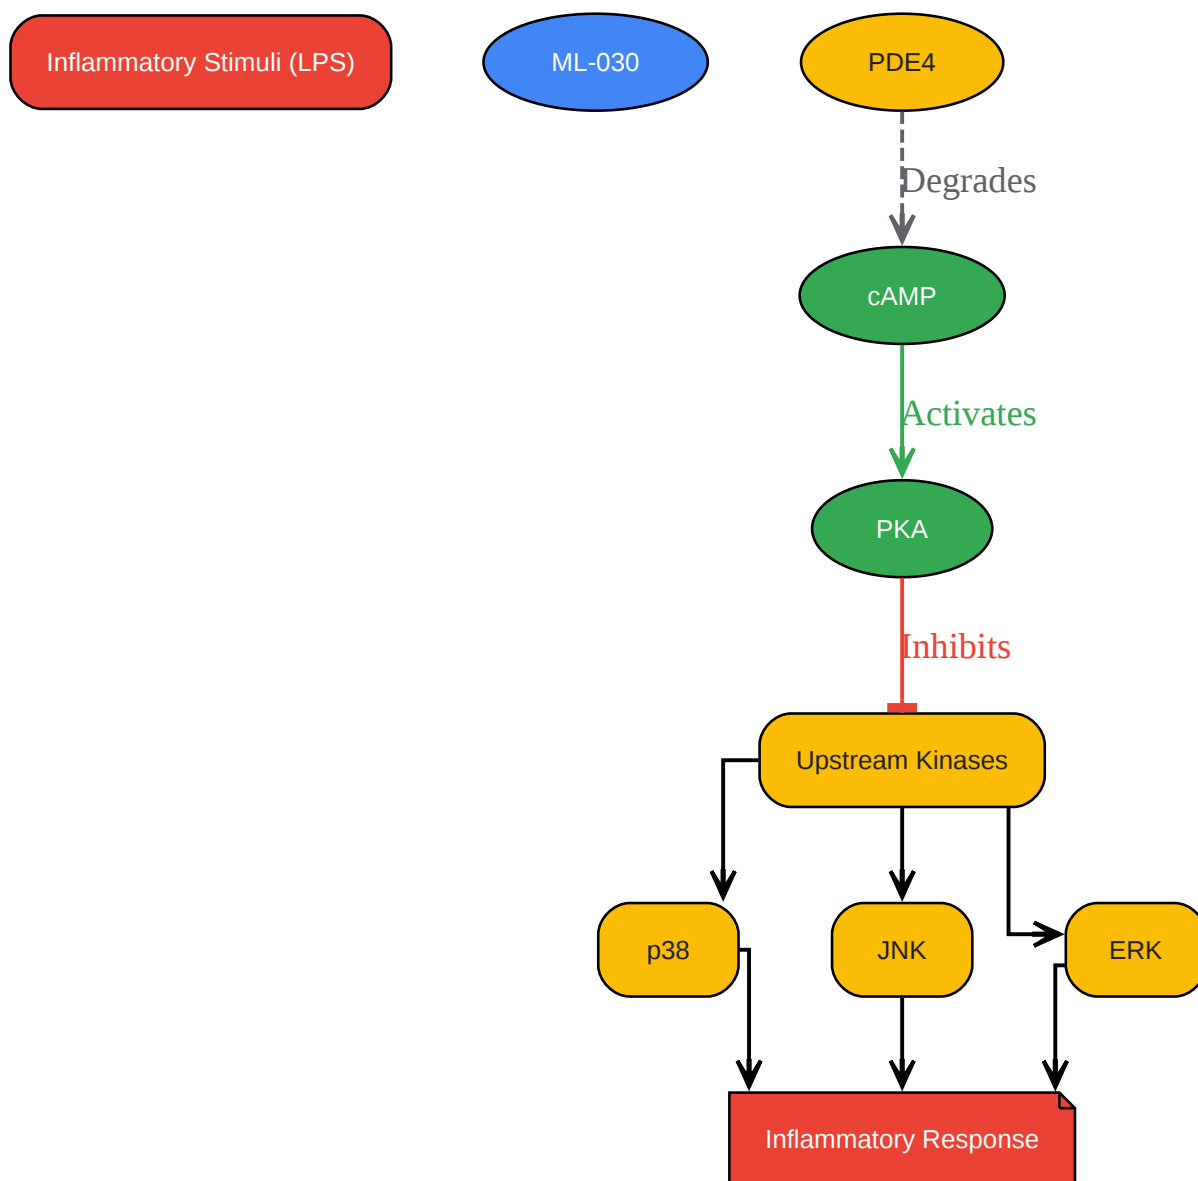 Inflammatory Stimuli (LPS)
ML-030
PDE4
Degrades
cAMP
Activates
PKA
Inhibits
Upstream Kinases
p38
JNK
ERK
Inflammatory Response